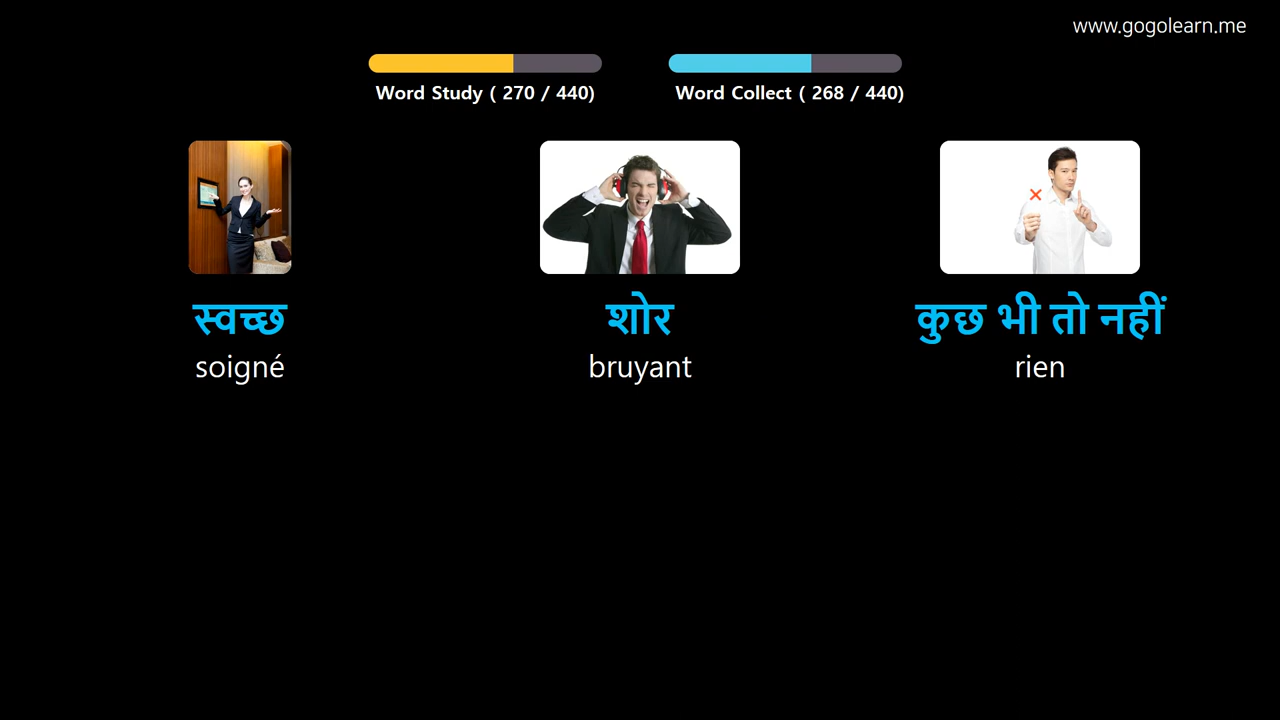 www.gogolearn.me
Word Study ( 270 / 440)
Word Collect ( 268 / 440)
स्वच्छ
soigné
शोर
bruyant
कुछ भी तो नहीं
rien